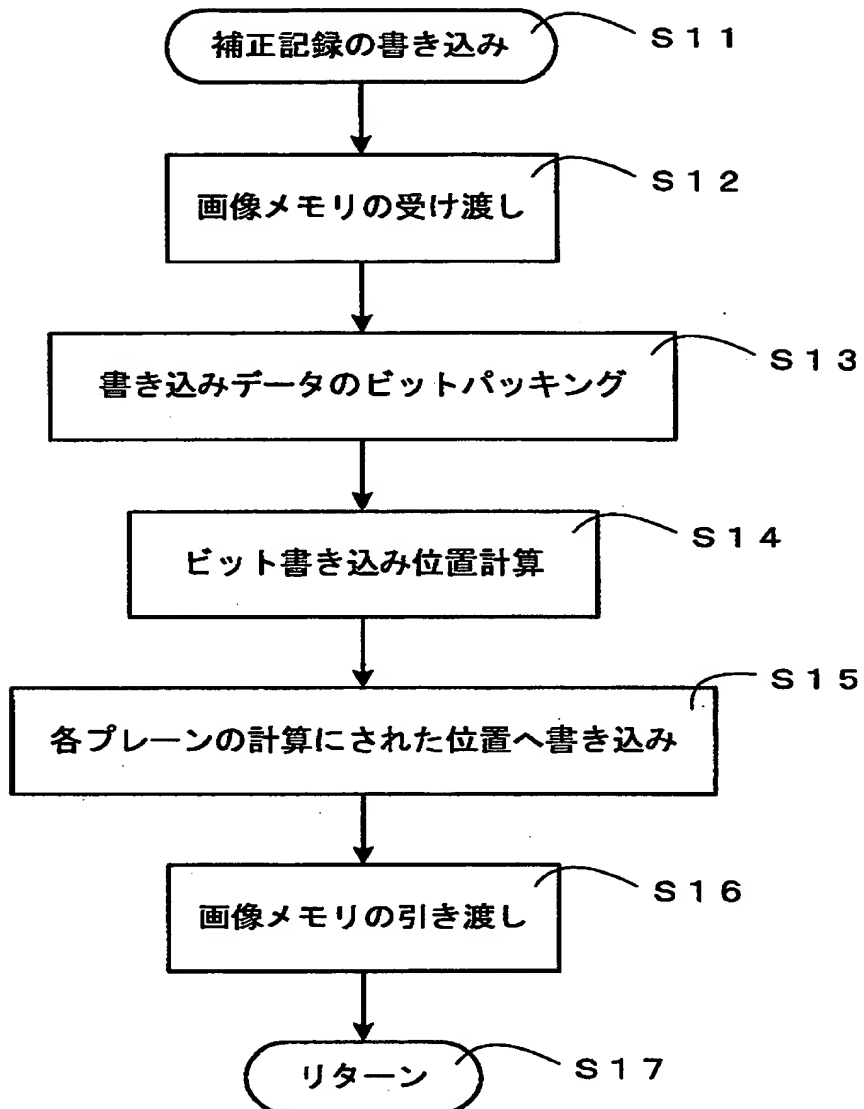 補正記録の書き込み
S11
画像メモリの受け渡し
S12
書き込みデータのビットパッキング
S13
ビット書き込み位置計算
S14
各プレーンの計算にされた位置へ書き込み
S15
画像メモリの引き渡し
S16
リターン
S17